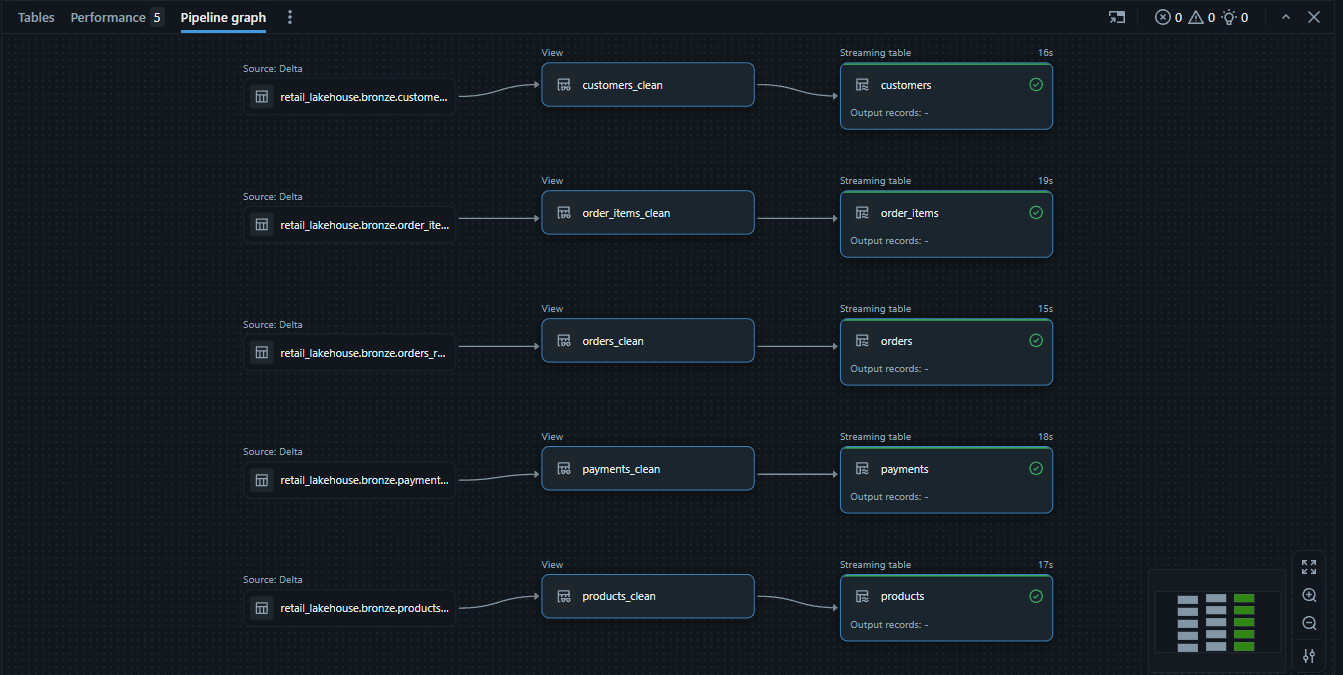 Tables Performance 5 Pipeline graph
0 0 0
Source: Delta
retail_lakehouse.bronze.custome...
View
customers_clean
Streaming table 16s
customers
Output records: -
Source: Delta
retail_lakehouse.bronze.order_ite...
View
order_items_clean
Streaming table 19s
order_items
Output records: -
Source: Delta
retail_lakehouse.bronze.orders_r...
View
orders_clean
Streaming table 15s
orders
Output records: -
Source: Delta
retail_lakehouse.bronze.payment...
View
payments_clean
Streaming table 18s
payments
Output records: -
Source: Delta
retail_lakehouse.bronze.products...
View
products_clean
Streaming table 17s
products
Output records: -